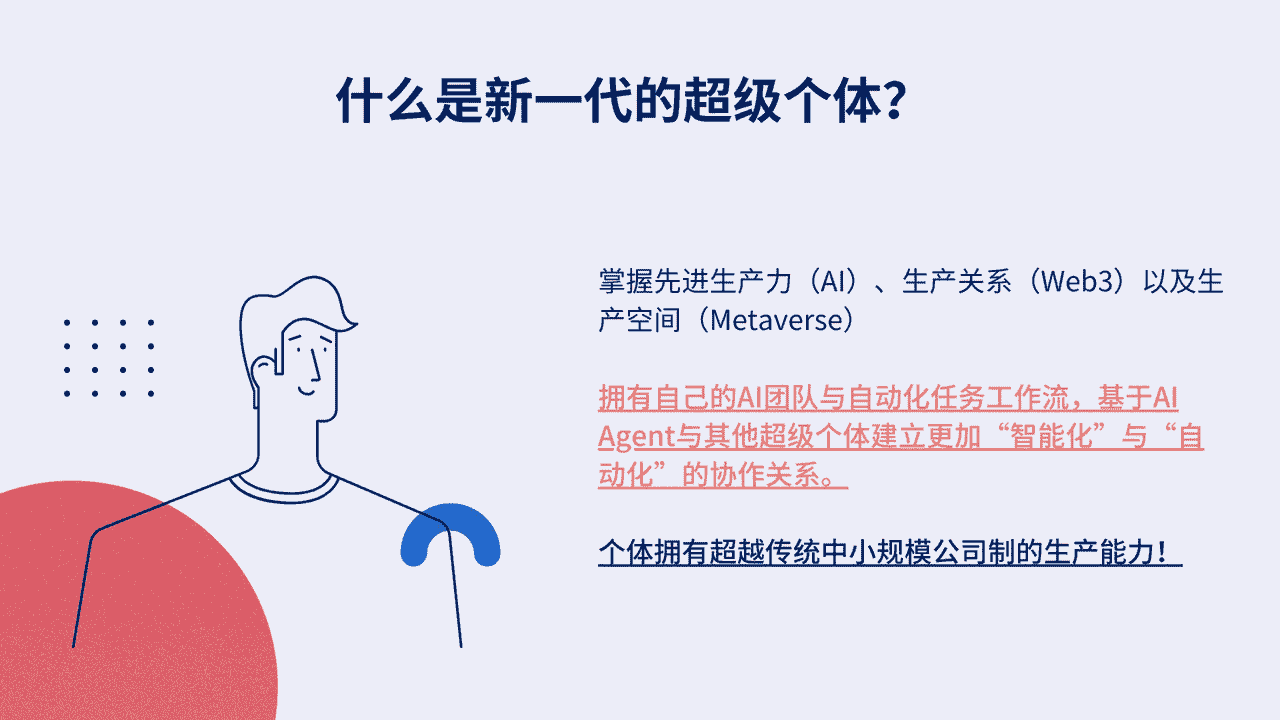 什么是新一代的超级个体？
掌握先进生产力（AI）、生产关系（Web3）以及生
产空间（Metaverse）
拥有自己的AI团队与自动化任务工作流，基于AI
Agent与其他超级个体建立更加“智能化”与“自
动化”的协作关系。
个体拥有超越传统中小规模公司制的生产能力！